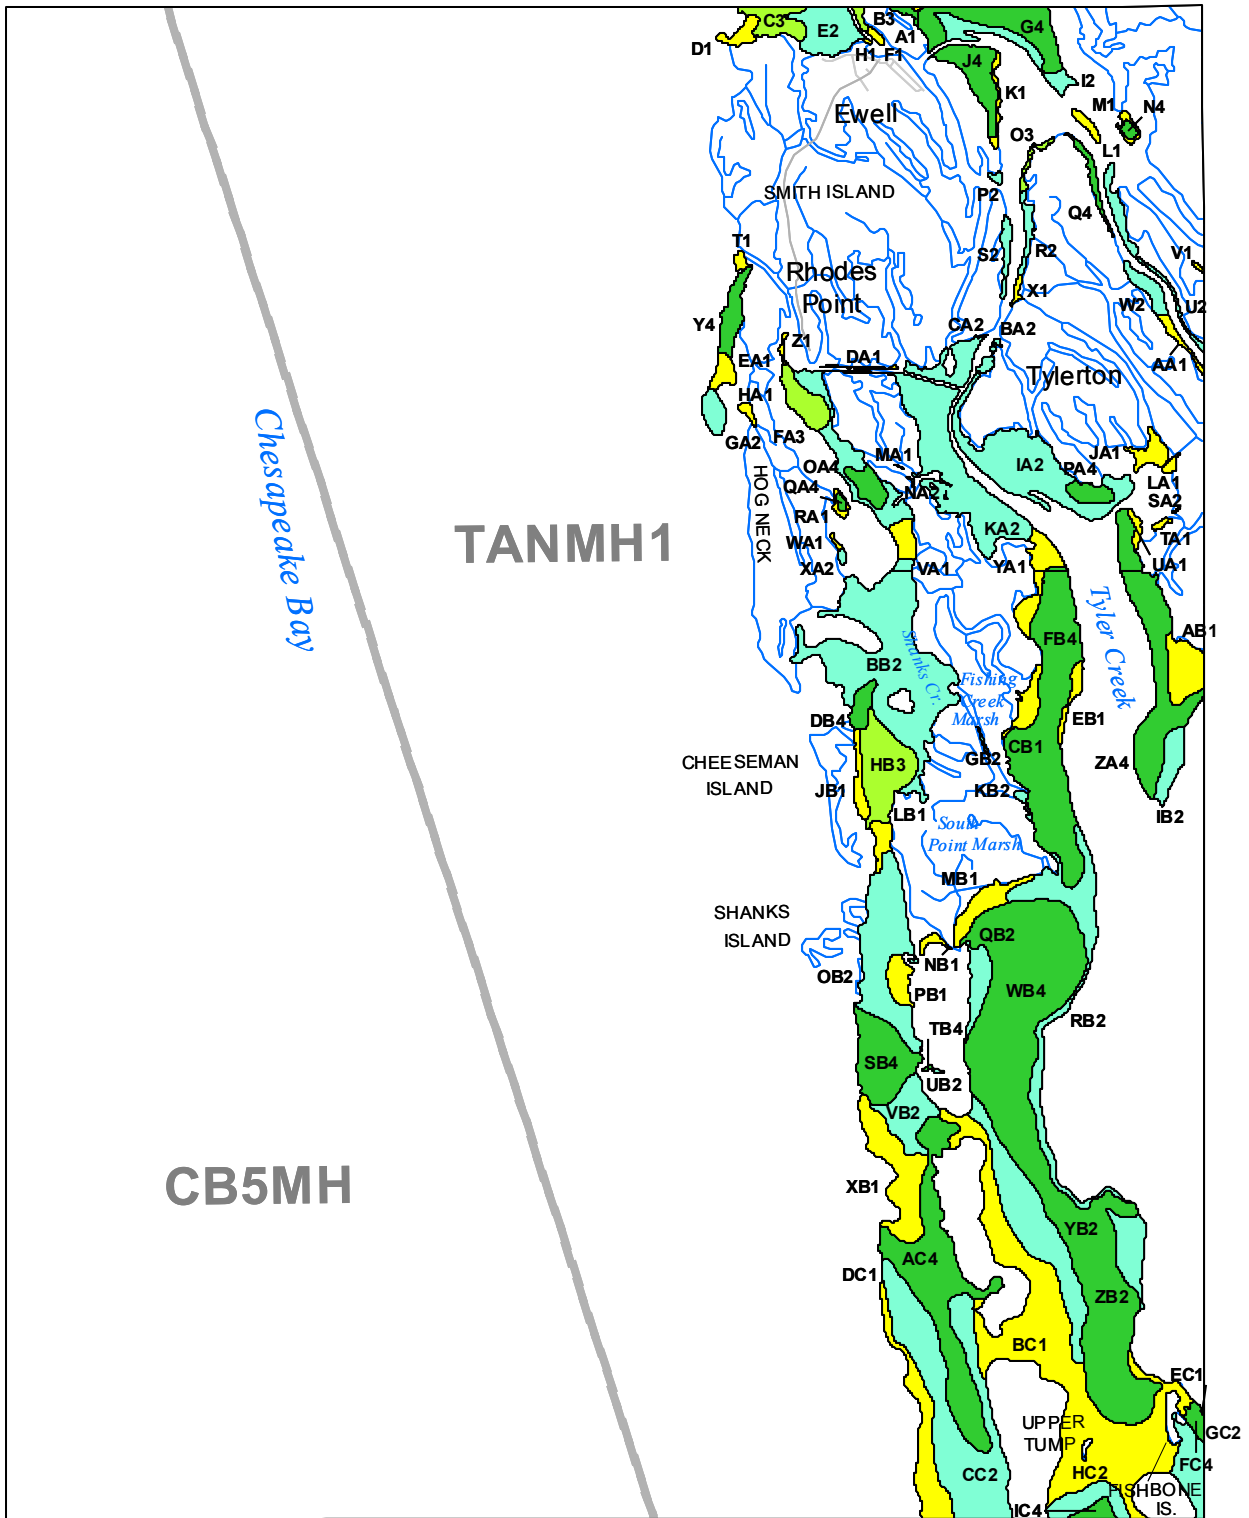 C3
B3
E2
A1
G4
D1
H1
F1
J4
I2
K1
M1
N4
Ewell
O3
L1
SMITH ISLAND
P2
Q4
T1
S2
R2
V1
Rhodes
Point
X1
W2
U2
Y4
CA2
BA2
Z1
EA1
DA1
AA1
Tylerton
HA1
GA2
FA3
MA1
JA1
OA4
IA2
PA4
LA1
QA4
NA2
SA2
HOG NECK
RA1
KA2
TANMH1
WA1
TA1
XA2
VA1
YA1
UA1
Chesapeake Bay
Tyler Creek
FB4
AB1
Shanks Cr.
BB2
Fishing
Creek
Marsh
DB4
EB1
CB1
CHEESEMAN
ISLAND
HB3
GB2
ZA4
JB1
KB2
LB1
IB2
South
Point Marsh
MB1
SHANKS
ISLAND
QB2
NB1
OB2
PB1
WB4
RB2
TB4
SB4
UB2
VB2
CB5MH
XB1
YB2
AC4
DC1
ZB2
BC1
EC1
UPPER
TUMP
GC2
CC2
HC2
FC4
FISHBONE
IS.
IC4